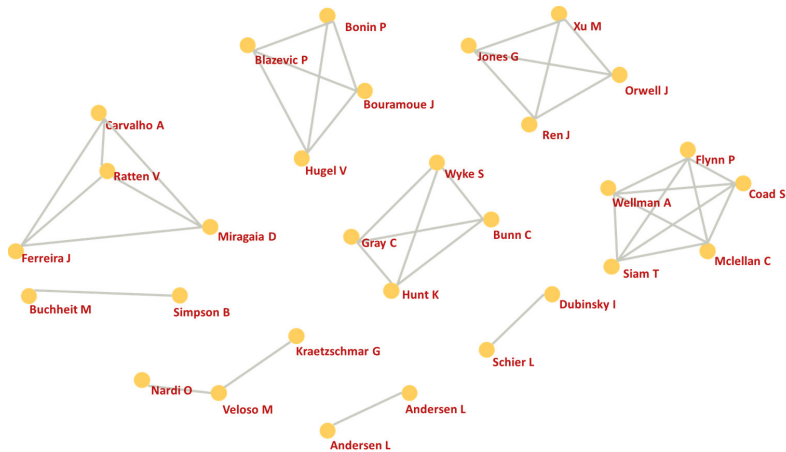 Bonin P
Xu M
Blazevic P
Jones G
Orwell J
Bouramoue J
Carvalho A
Ren J
Flynn P
Hugel V
Wyke S
Ratten V
Coad S
Wellman A
Miragaia D
Bunn C
Gray C
Ferreira J
Siam T
Mclellan C
Hunt K
Buchheit M
Simpson B
Dubinsky I
Kraetzschmar G
Schier L
Nardi O
Veloso M
Andersen L
Andersen L